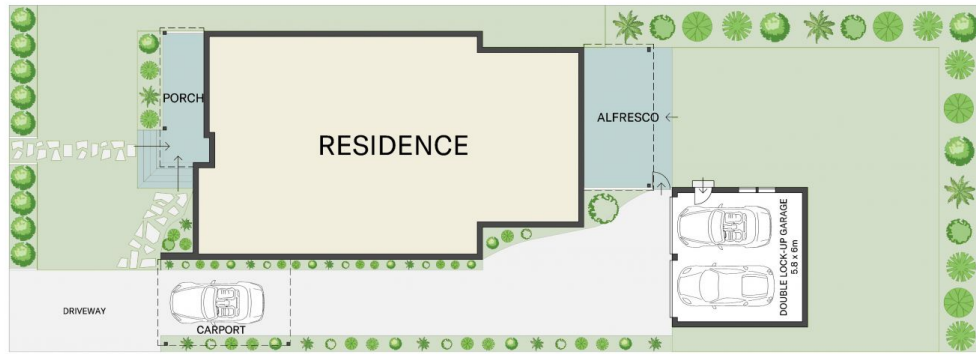 PORCH
RESIDENCE
ALFRESCO
DOUBLE LOCK-UP GARAGE
5.8 x 6m
DRIVEWAY
CARPORT